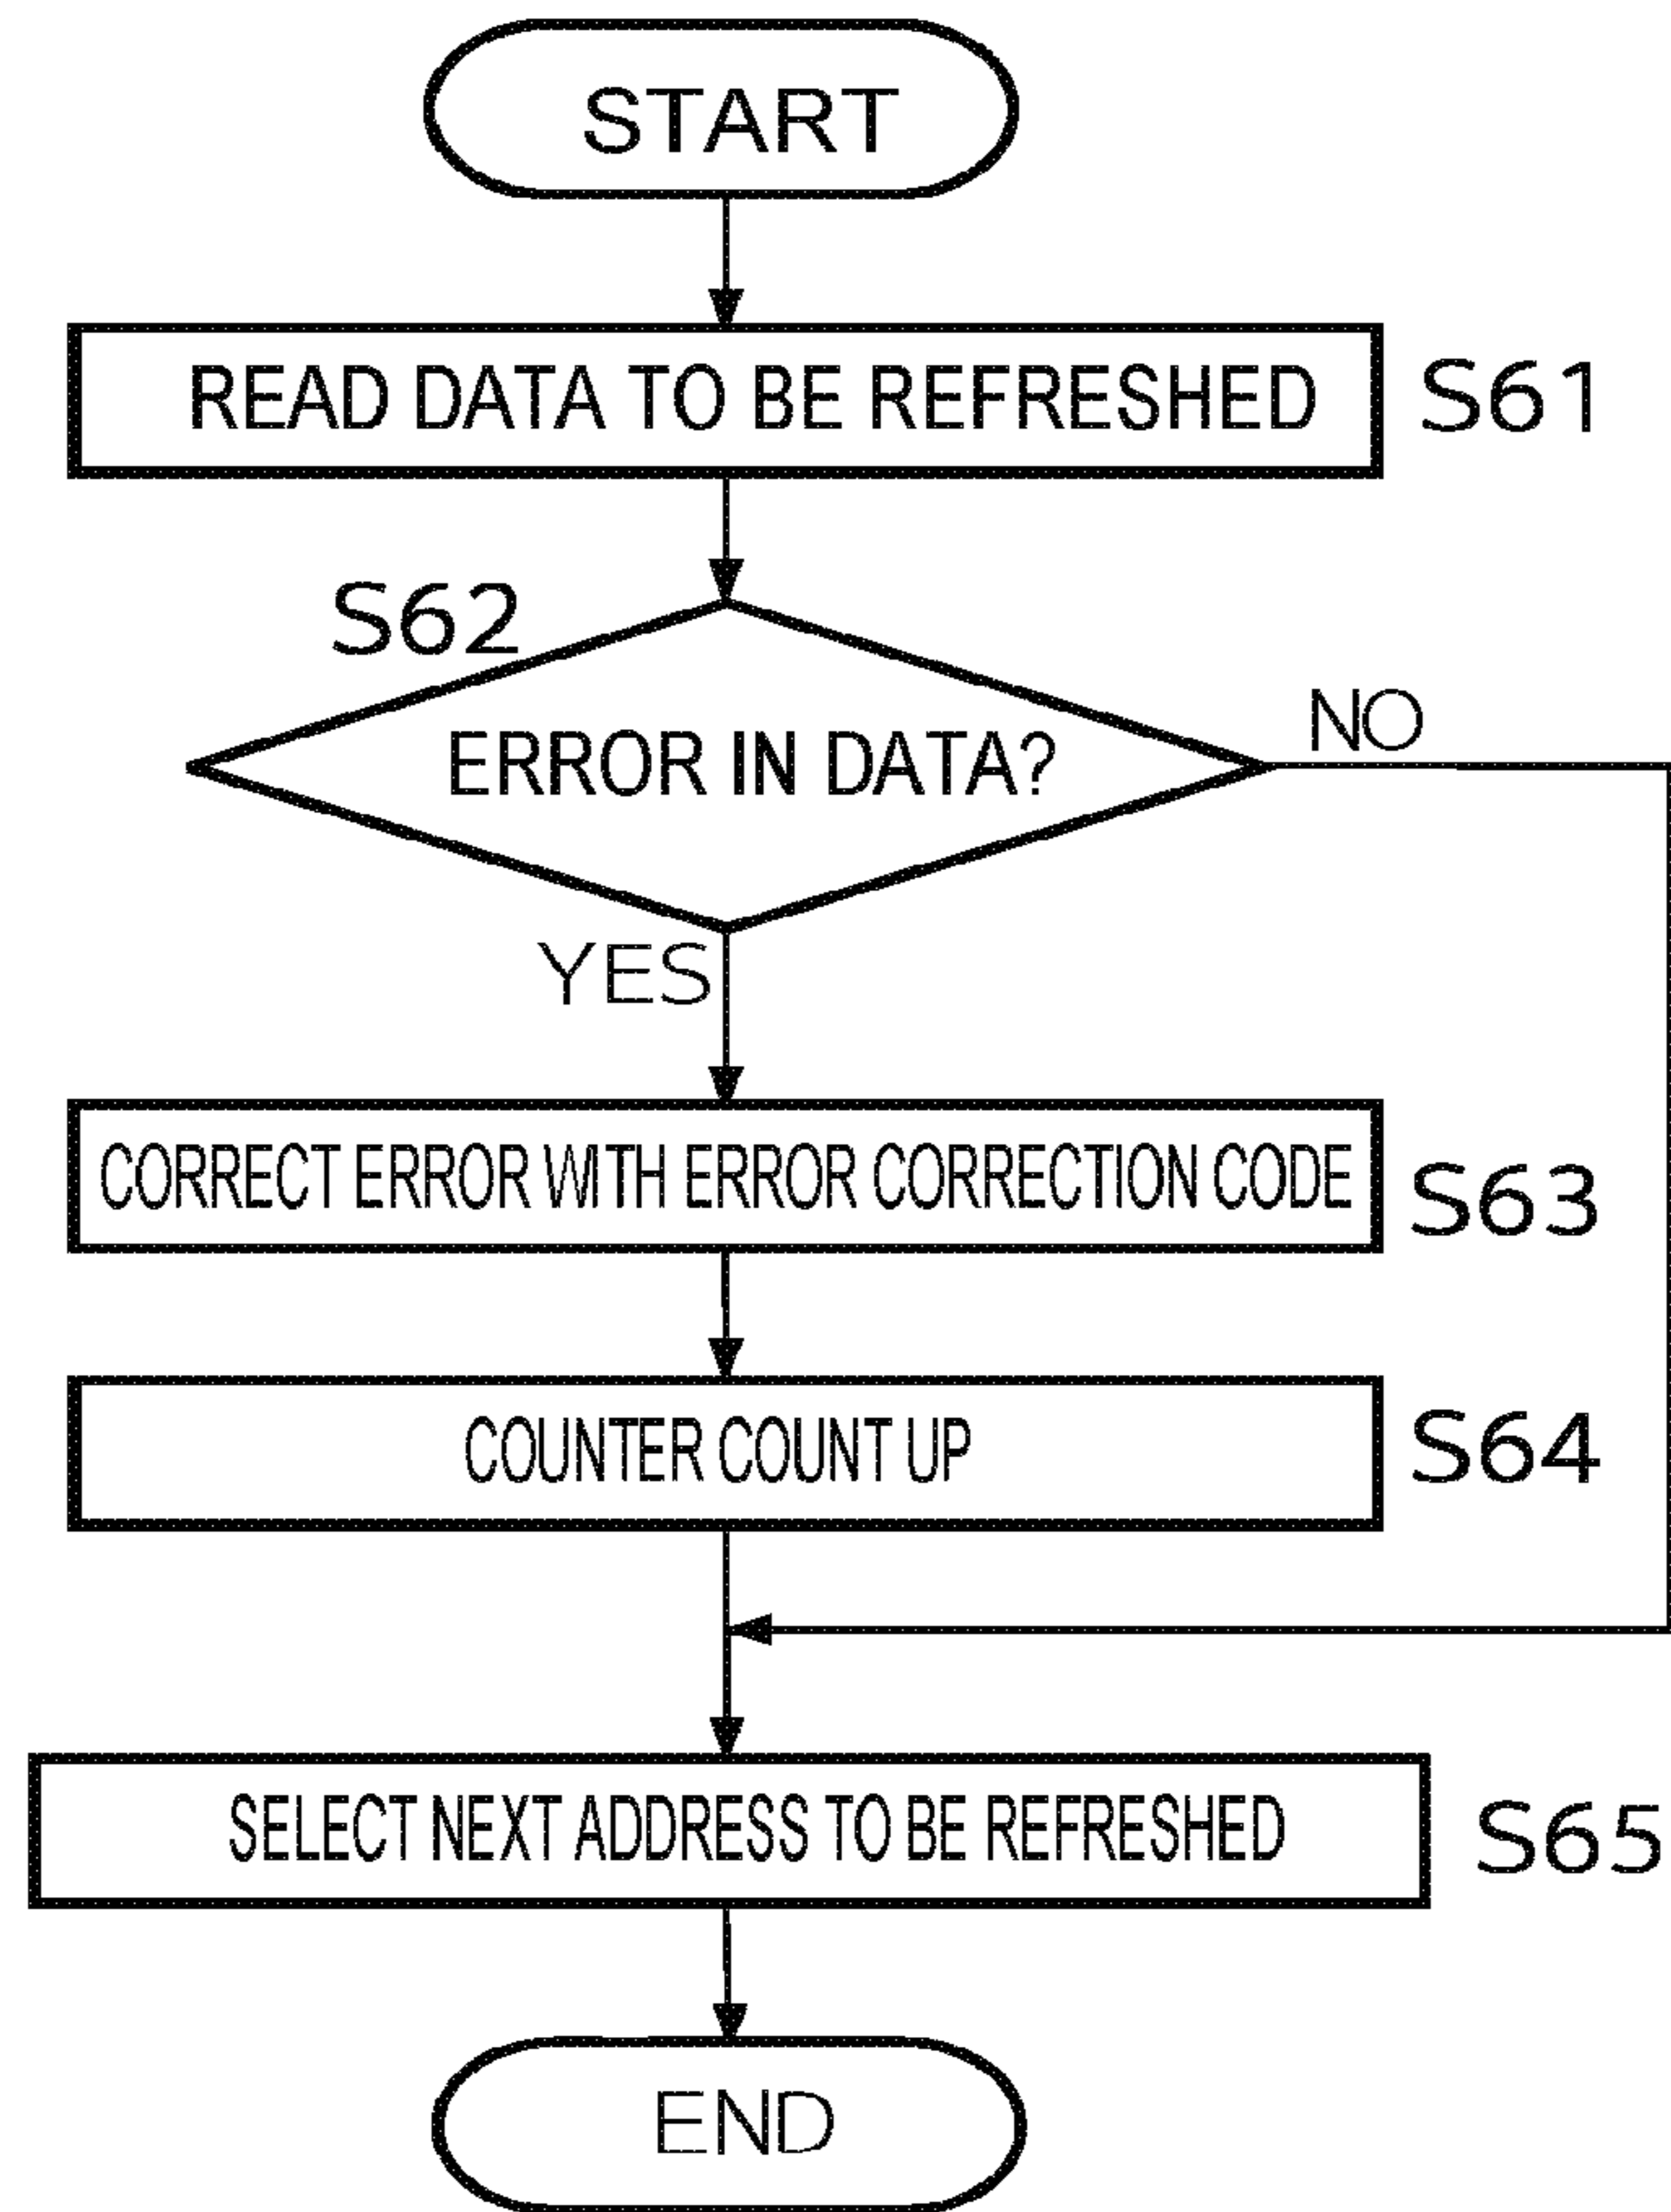 START
READ DATA TO BE REFRESHED
S61
S62
ERROR IN DATA?
NO
YES
CORRECT ERROR WITH ERROR CORRECTION CODE
S63
COUNTER COUNT UP
S64
SELECT NEXT ADDRESS TO BE REFRESHED
S65
END